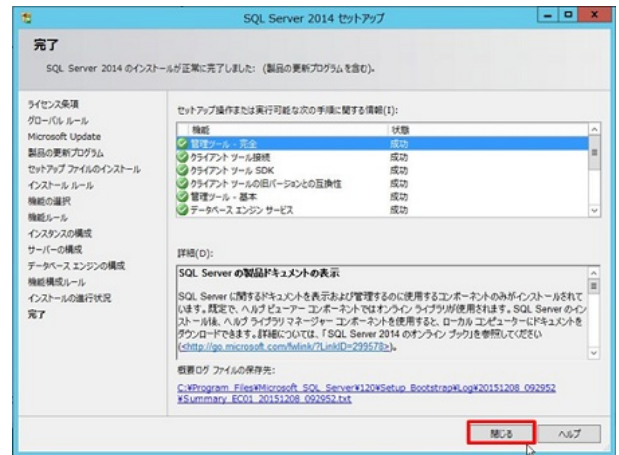 SQL Server 2014 セットアップ
完了
SQL Server 2014 のインストールが正常に完了しました: (製品の更新プログラムを含む)。
ライセンス条項
グローバル ルール
Microsoft Update
製品の更新プログラム
セットアップ ファイルのインストール
インストール ルール
機能の選択
機能ルール
インスタンスの構成
サーバーの構成
データベース エンジンの構成
機能構成ルール
インストールの進行状況
完了
セットアップ操作または実行可能な次の手順に関する情報(I):
機能 状態
管理ツール - 完全 成功
クライアント ツール接続 成功
クライアント ツール SDK 成功
クライアント ツールの旧バージョンとの互換性 成功
管理ツール - 基本 成功
データベース エンジン サービス 成功
詳細(D):
SQL Server の製品ドキュメントの表示
SQL Server に関するドキュメントを表示および管理するのに使用するコンポーネントのみがインストールされて
います。既定で、ヘルプ ビューアー コンポーネントではオンライン ライブラリが使用されます。SQL Server のイン
ストール後、ヘルプ ライブラリ マネージャー コンポーネントを使用すると、ローカル コンピューターにドキュメントを
ダウンロードできます。詳細については、「SQL Server 2014 のオンライン ブック」を参照してください
(<http://go.microsoft.com/fwlink/?LinkID=299578>)。
概要ログ ファイルの保存先:
C:¥Program Files¥Microsoft SQL Server¥120¥Setup Bootstrap¥Log¥20151208_092952
¥Summary_EC01_20151208_092952.txt
閉じる
ヘルプ